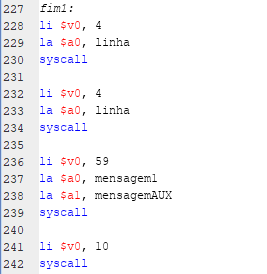 227 fim1:
228 li $v0, 4
229 la $a0, linha
230 syscall
231
232 li $v0, 4
233 la $a0, linha
234 syscall
235
236 li $v0, 59
237 la $a0, mensagem1
238 la $a1, mensagemAUX
239 syscall
240
241 li $v0, 10
242 syscall